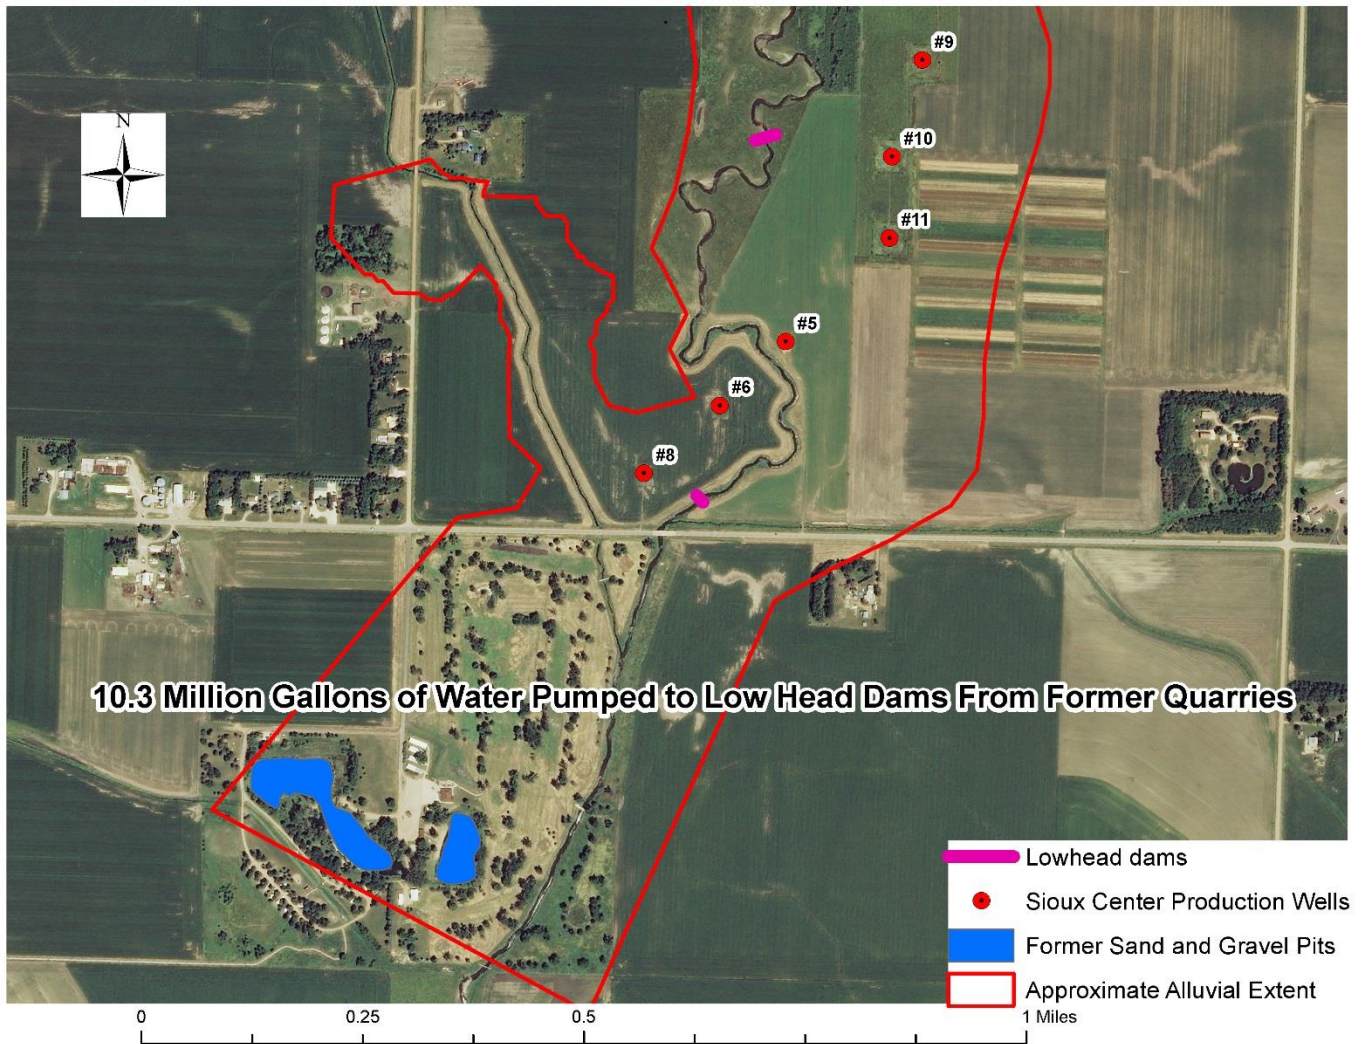 N
#9
#10
#11
#5
#6
#8
10.3 Million Gallons of Water Pumped to Low Head Dams From Former Quarries
Lowhead dams
Sioux Center Production Wells
Former Sand and Gravel Pits
Approximate Alluvial Extent
0 0.25 0.5 1 Miles